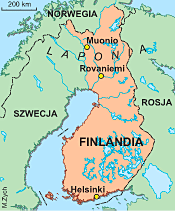 200 km
NORWEGIA
Muonio
LAPONIA
Rovaniemi
SZWECJA
ROSJA
FINLANDIA
Helsinki
M.Zych